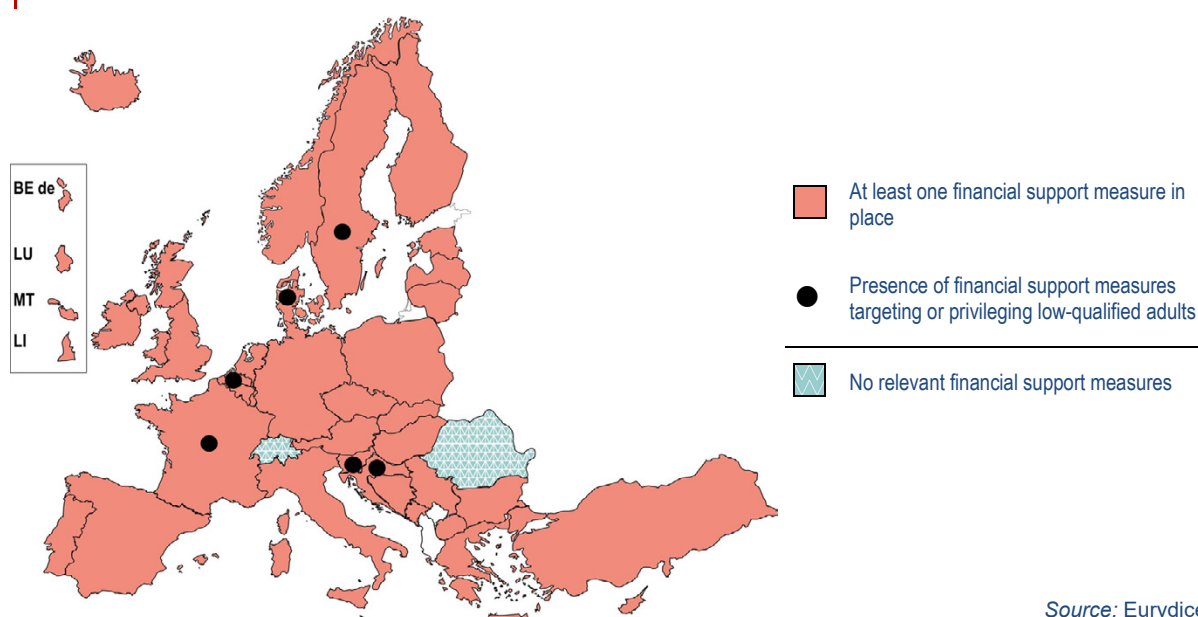 BE de
LU
MT
LI
At least one financial support measure in
place
Presence of financial support measures
targeting or privileging low-qualified adults
No relevant financial support measures
Source: Eurydice